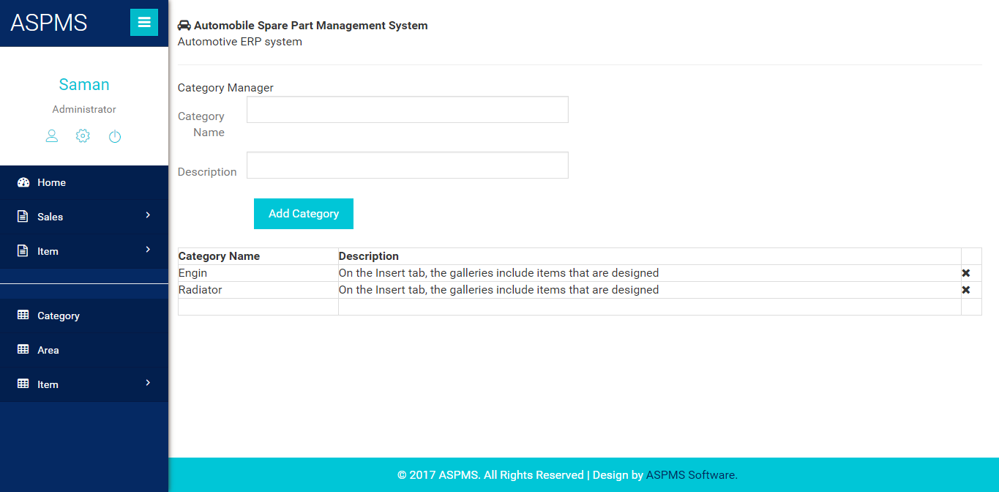 ASPMS
Saman
Administrator
Home
Sales
Item
Category
Area
Item
Automobile Spare Part Management System
Automotive ERP system
Category Manager
Category
Name
Description
Add Category
Category Name Description
Engin On the Insert tab, the galleries include items that are designed
Radiator On the Insert tab, the galleries include items that are designed
© 2017 ASPMS. All Rights Reserved | Design by ASPMS Software.